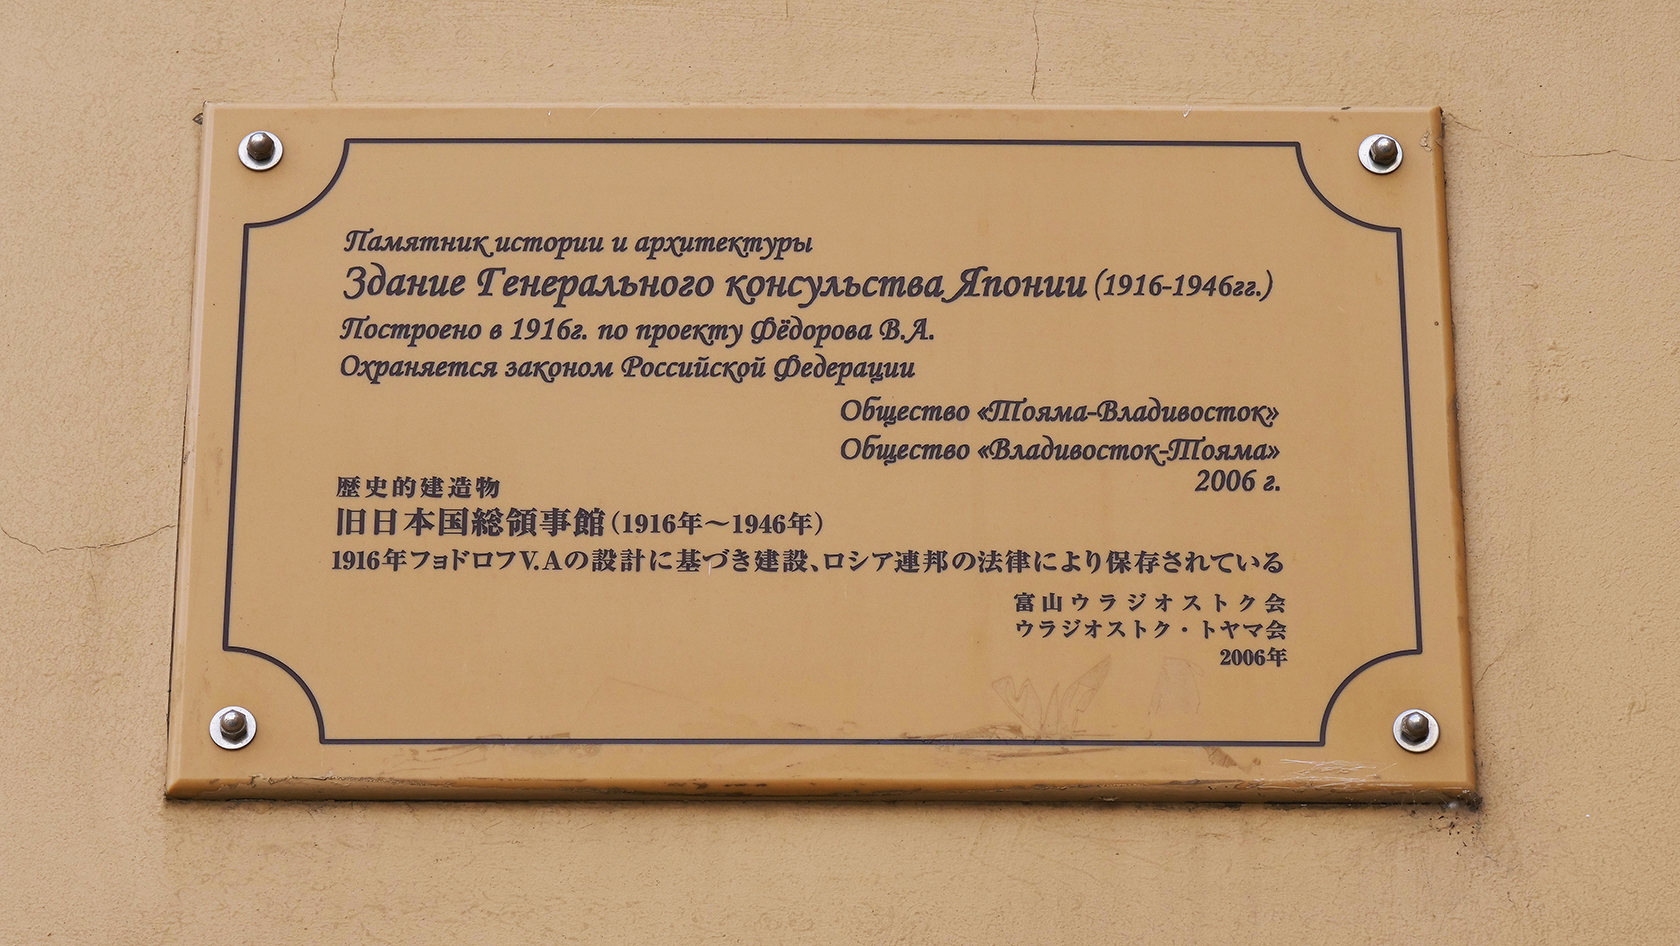 Памятник истории и архитектуры
Здание Генерального консульства Японии (1916-1946гг.)
Построено в 1916г. по проекту Фёдорова В.А.
Охраняется законом Российской Федерации
Общество «Тояма-Владивосток»
Общество «Владивосток-Тояма»
2006 г.
歴史的建造物
旧日本国総領事館(1916年～1946年)
1916年フョドロフV.Aの設計に基づき建設、ロシア連邦の法律により保存されている
富山ウラジオストク会
ウラジオストク・トヤマ会
2006年